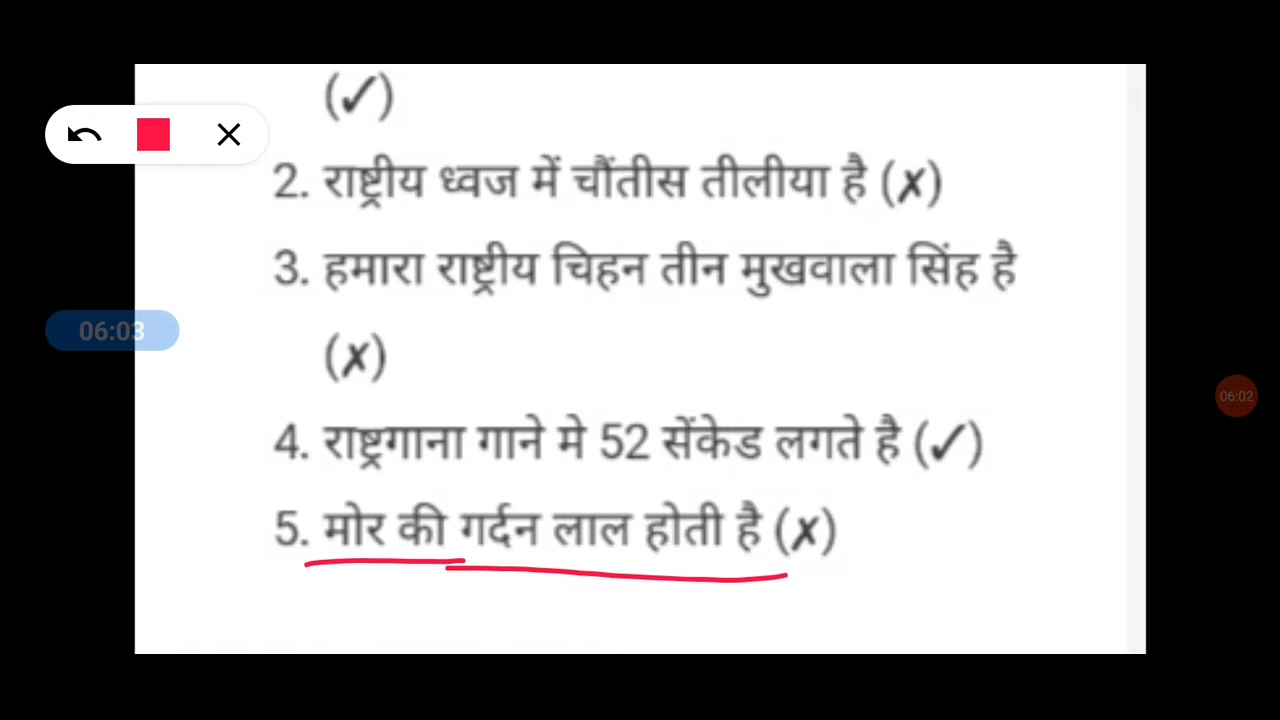 (✓)
2. राष्ट्रीय ध्वज में चौंतीस तीलीया है (✗)
3. हमारा राष्ट्रीय चिहन तीन मुखवाला सिंह है
(✗)
06:03
06:02
4. राष्ट्रगाना गाने मे 52 सेंकेड लगते है (✓)
5. मोर की गर्दन लाल होती है (✗)